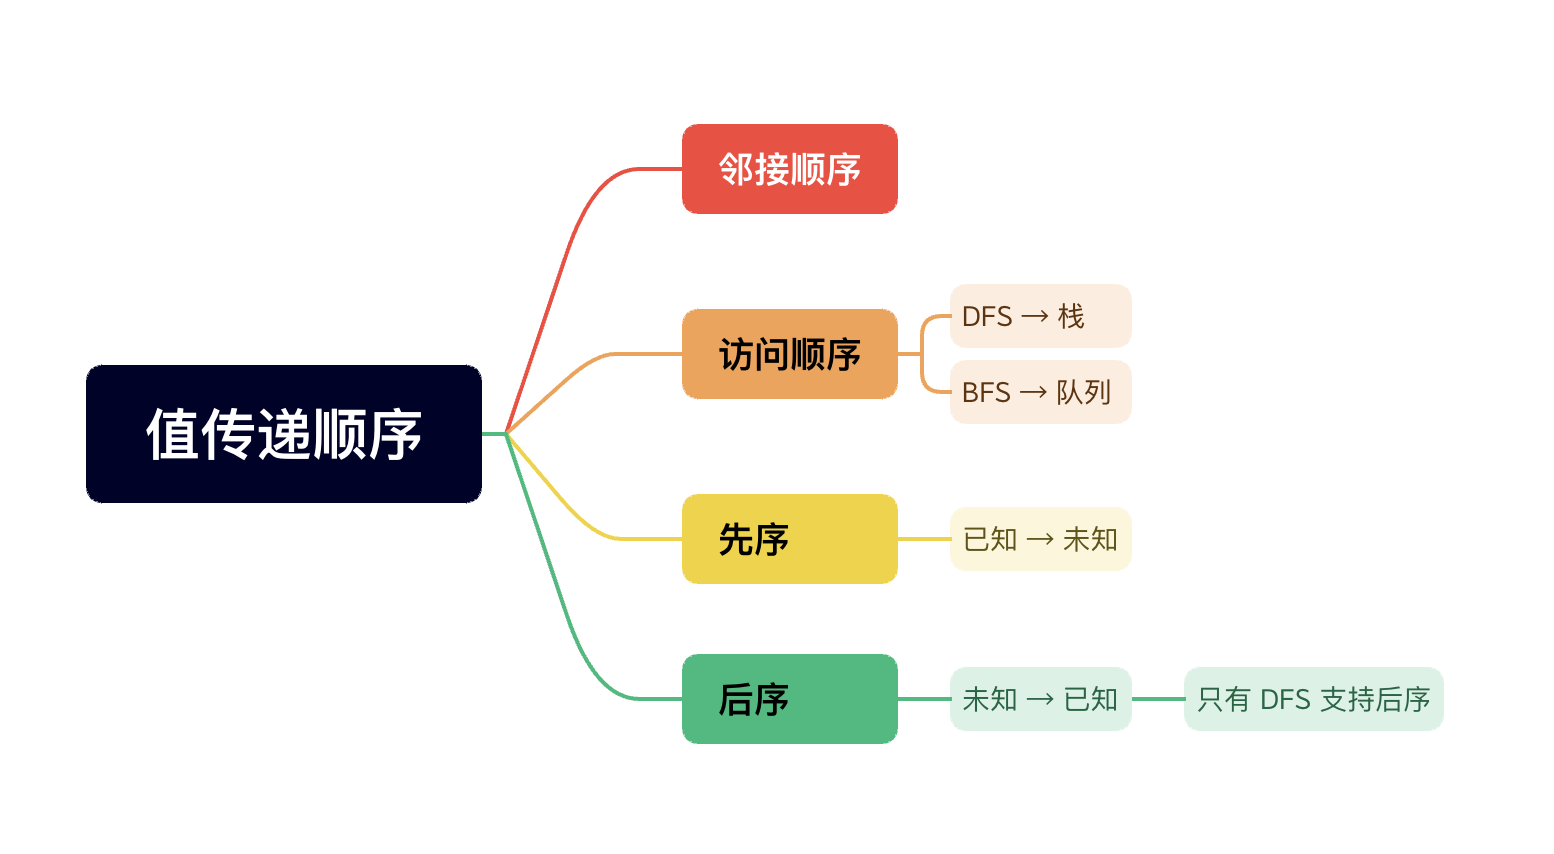 值传递顺序
邻接顺序
访问顺序
DFS → 栈
BFS → 队列
先序
已知 → 未知
后序
未知 → 已知
只有 DFS 支持后序